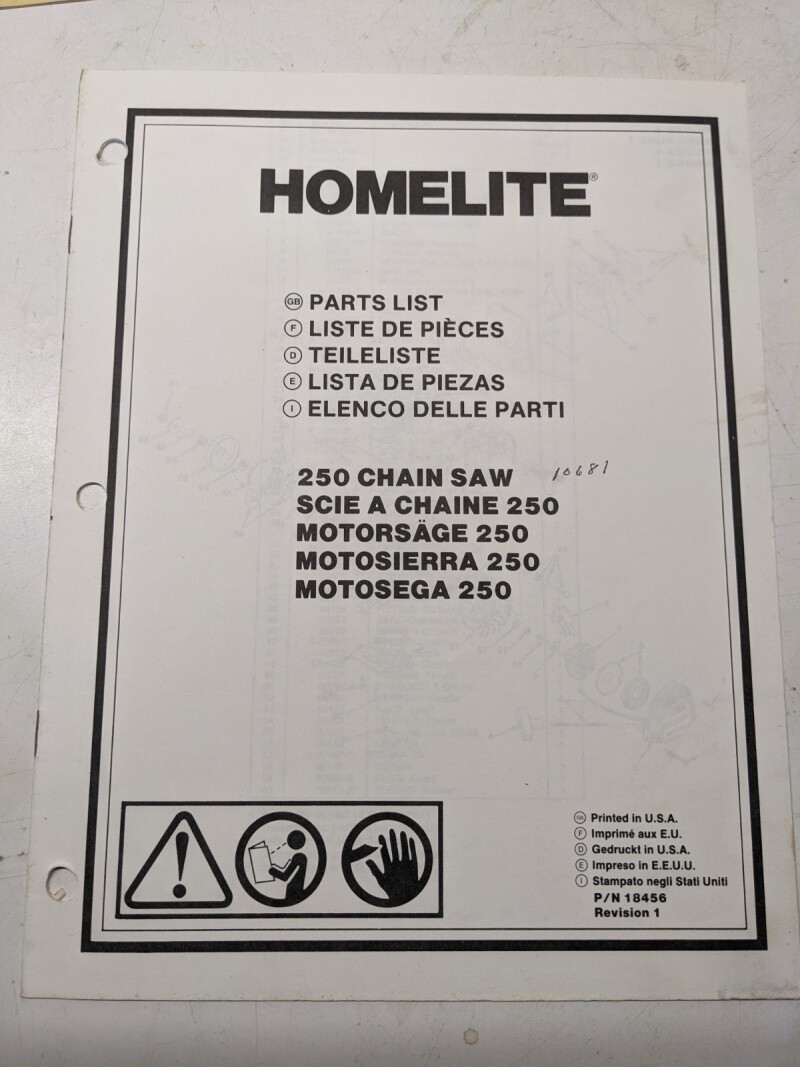 HOMELITE®
GB PARTS LIST
F LISTE DE PIÈCES
D TEILELISTE
E LISTA DE PIEZAS
I ELENCO DELLE PARTI
250 CHAIN SAW 10681
SCIE A CHAINE 250
MOTORSÄGE 250
MOTOSIERRA 250
MOTOSEGA 250
GB Printed in U.S.A.
F Imprimé aux E.U.
D Gedruckt in U.S.A.
E Impreso in E.E.U.U.
I Stampato negli Stati Uniti
P/N 18456
Revision 1